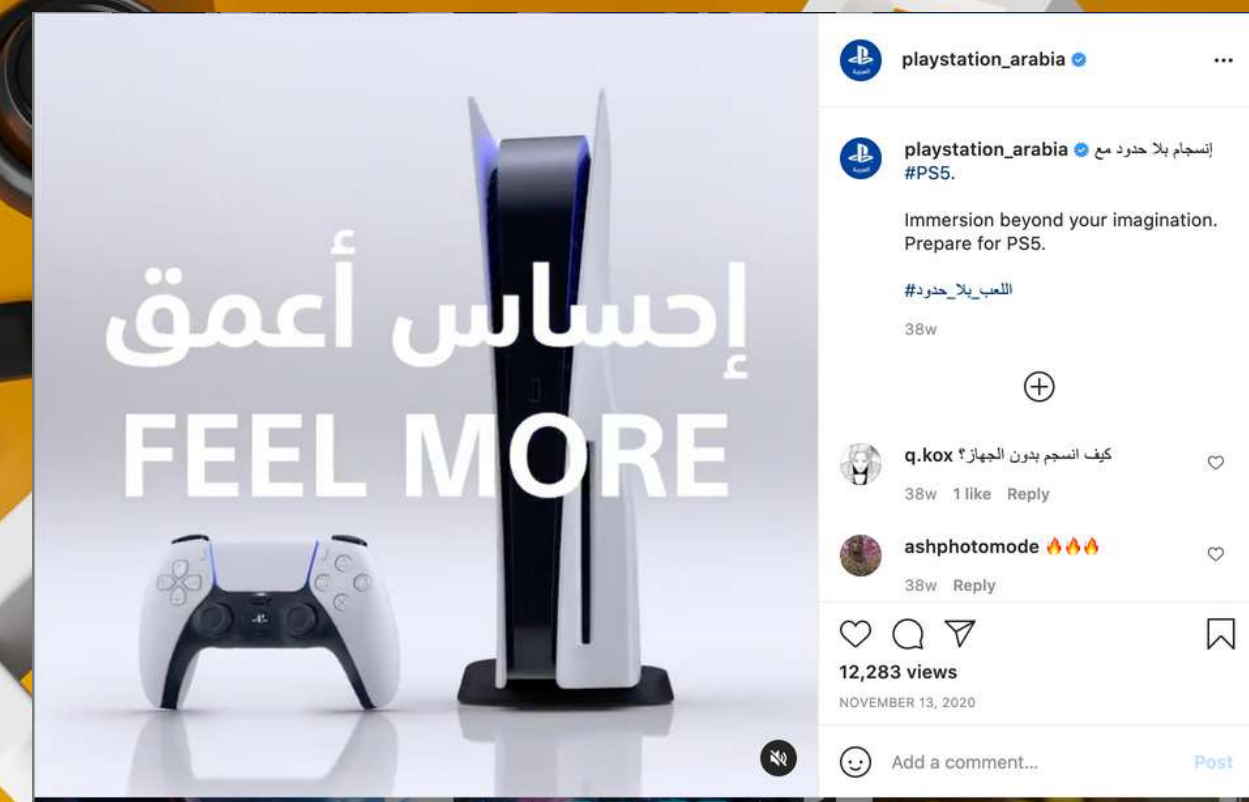 إحساس أعمق
FEEL MORE
playstation_arabia
playstation_arabia إنسجام بلا حدود مع
#PS5.
Immersion beyond your imagination.
Prepare for PS5.
#اللعب_بلا_حدود
38w
q.kox كيف انسجم بدون الجهاز؟
38w 1 like Reply
ashphotomode 🔥🔥🔥
38w Reply
12,283 views
NOVEMBER 13, 2020
Add a comment...
Post